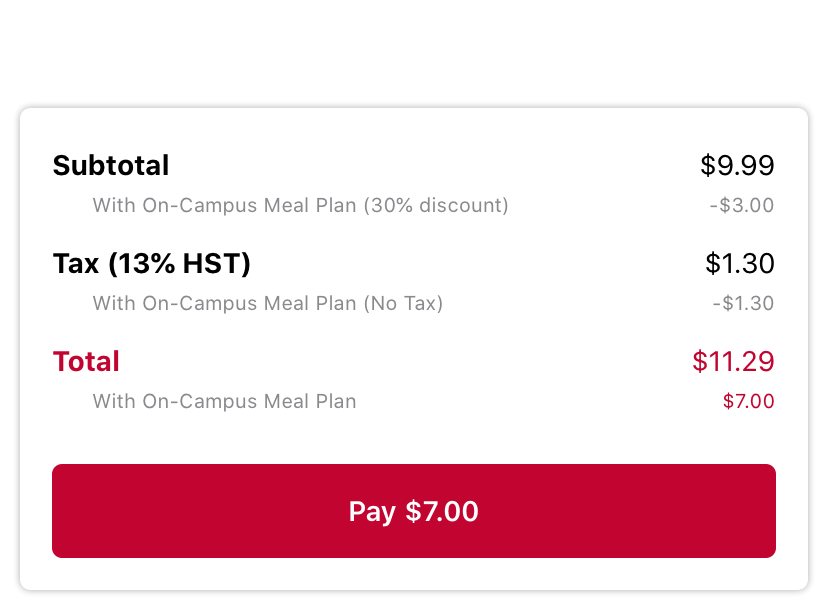 Subtotal $9.99
With On-Campus Meal Plan (30% discount) -$3.00
Tax (13% HST) $1.30
With On-Campus Meal Plan (No Tax) -$1.30
Total $11.29
With On-Campus Meal Plan $7.00
Pay $7.00